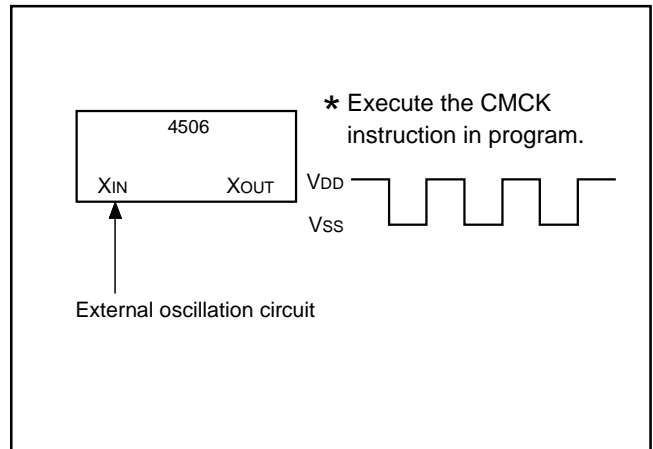 * Execute the CMCK
instruction in program.
4506
XIN XOUT
VDD
VSS
External oscillation circuit